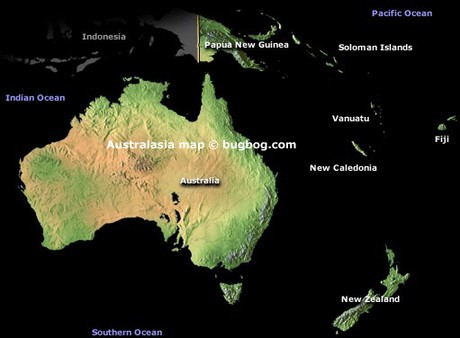 Pacific Ocean
Indonesia
Papua New Guinea
Soloman Islands
Indian Ocean
Vanuatu
Fiji
Australasia map © bugbog.com
New Caledonia
Australia
New Zealand
Southern Ocean